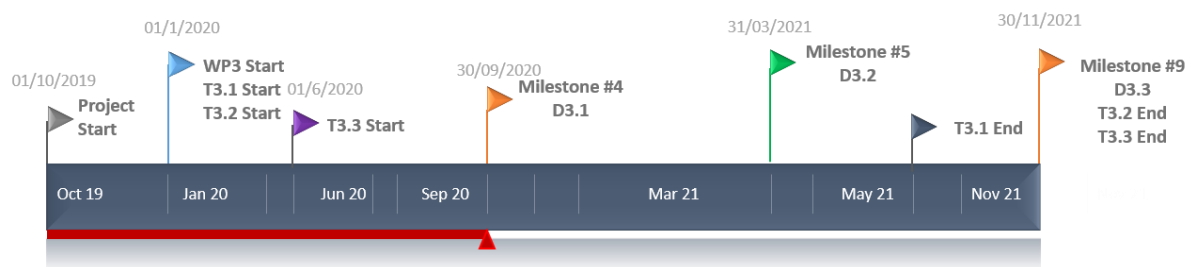 01/10/2019
Project
Start
01/1/2020
WP3 Start
T3.1 Start
T3.2 Start
01/6/2020
T3.3 Start
30/09/2020
Milestone #4
D3.1
31/03/2021
Milestone #5
D3.2
T3.1 End
30/11/2021
Milestone #9
D3.3
T3.2 End
T3.3 End
Oct 19
Jan 20
Jun 20
Sep 20
Mar 21
May 21
Nov 21